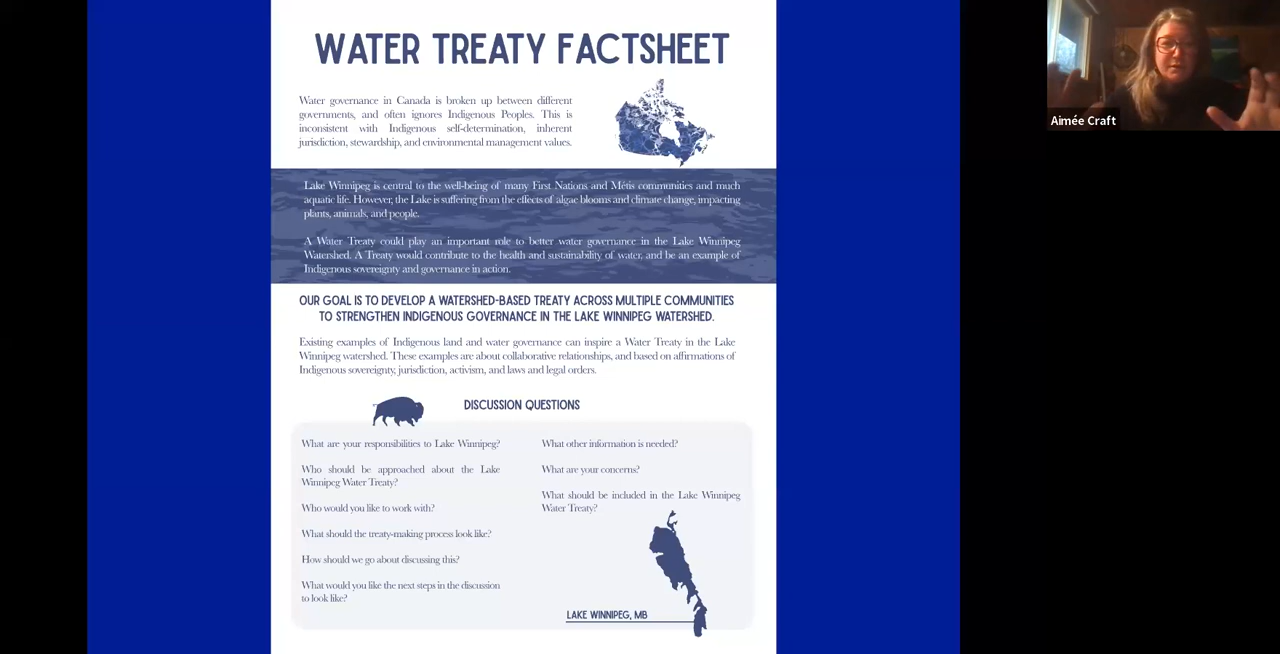 WATER TREATY FACTSHEET
Water governance in Canada is broken up between different
governments, and often ignores Indigenous Peoples. This is
inconsistent with Indigenous self-determination, inherent
jurisdiction, stewardship, and environmental management values.
Lake Winnipeg is central to the well-being of many First Nations and Métis communities and much
aquatic life. However, the Lake is suffering from the effects of algae blooms and climate change, impacting
plants, animals, and people.
A Water Treaty could play an important role to better water governance in the Lake Winnipeg
Watershed. A Treaty would contribute to the health and sustainability of water, and be an example of
Indigenous sovereignty and governance in action.
OUR GOAL IS TO DEVELOP A WATERSHED-BASED TREATY ACROSS MULTIPLE COMMUNITIES
TO STRENGTHEN INDIGENOUS GOVERNANCE IN THE LAKE WINNIPEG WATERSHED.
Existing examples of Indigenous land and water governance can inspire a Water Treaty in the Lake
Winnipeg watershed. These examples are about collaborative relationships, and based on affirmations of
Indigenous sovereignty, jurisdiction, activism, and laws and legal orders.
DISCUSSION QUESTIONS
What are your responsibilities to Lake Winnipeg?
Who should be approached about the Lake
Winnipeg Water Treaty?
Who would you like to work with?
What should the treaty-making process look like?
How should we go about discussing this?
What would you like the next steps in the discussion
to look like?
What other information is needed?
What are your concerns?
What should be included in the Lake Winnipeg
Water Treaty?
LAKE WINNIPEG, MB
Aimée Craft